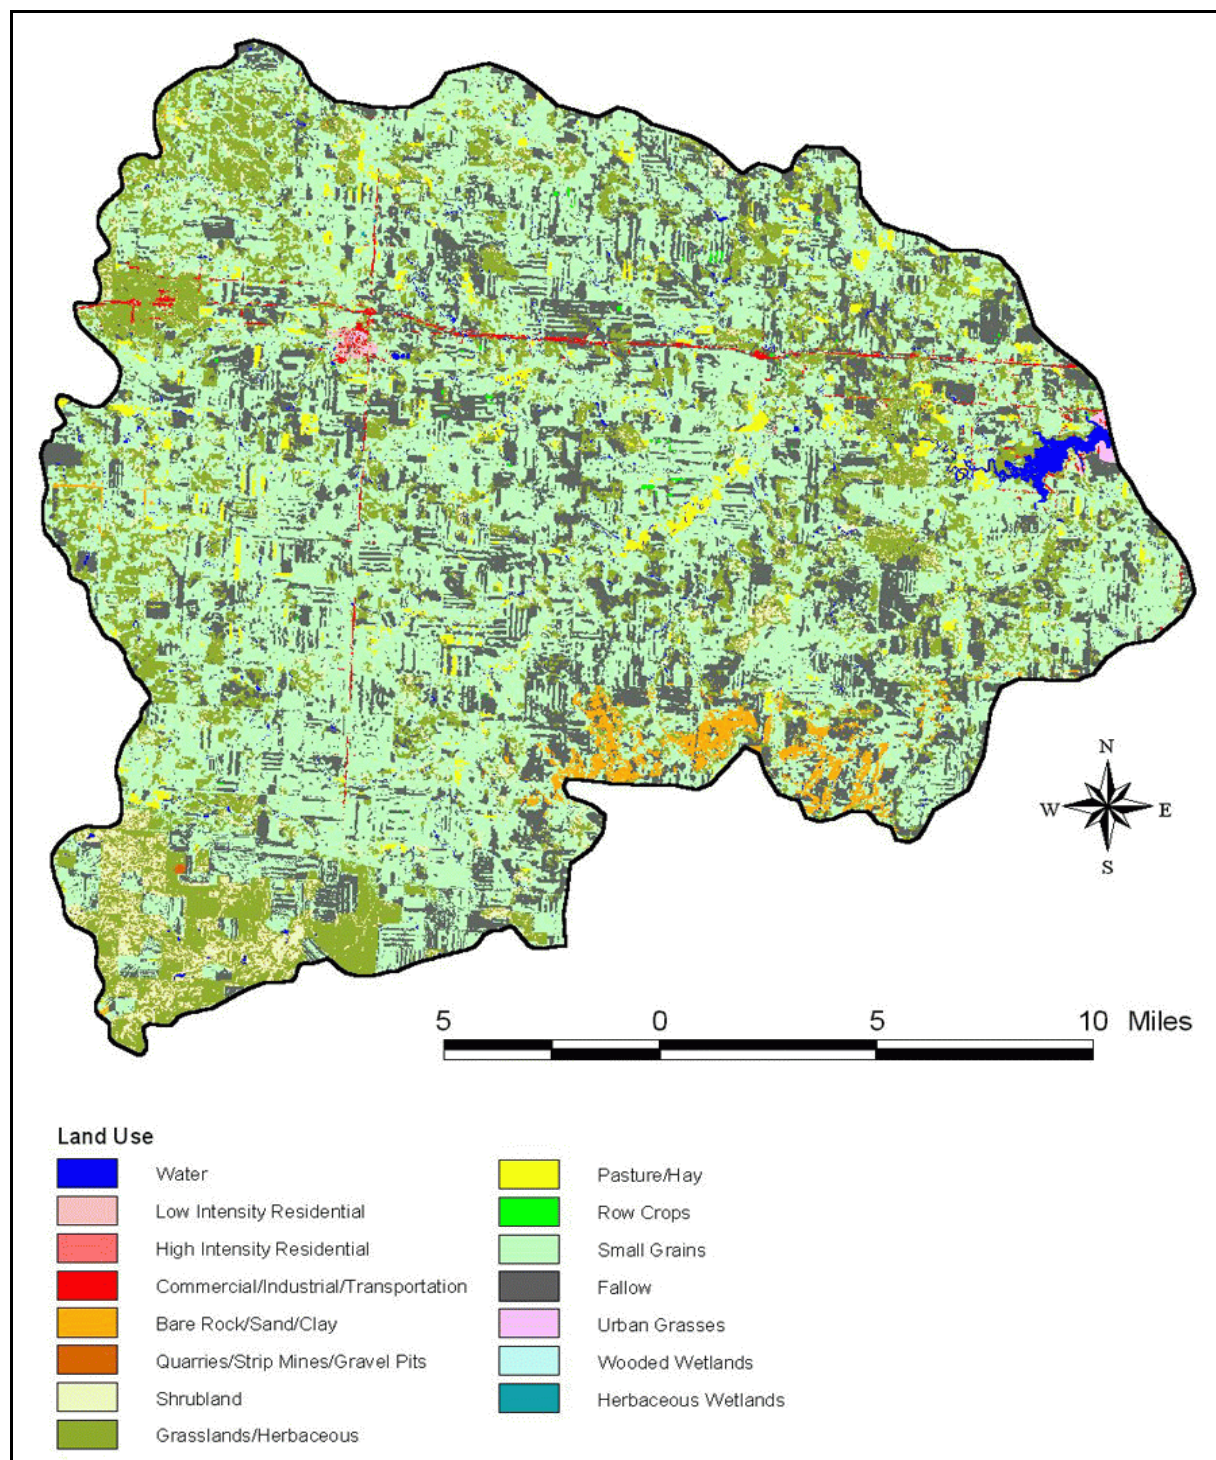 N
W E
S
5 0 5 10 Miles
Land Use
Water
Low Intensity Residential
High Intensity Residential
Commercial/Industrial/Transportation
Bare Rock/Sand/Clay
Quarries/Strip Mines/Gravel Pits
Shrubland
Grasslands/Herbaceous
Pasture/Hay
Row Crops
Small Grains
Fallow
Urban Grasses
Wooded Wetlands
Herbaceous Wetlands